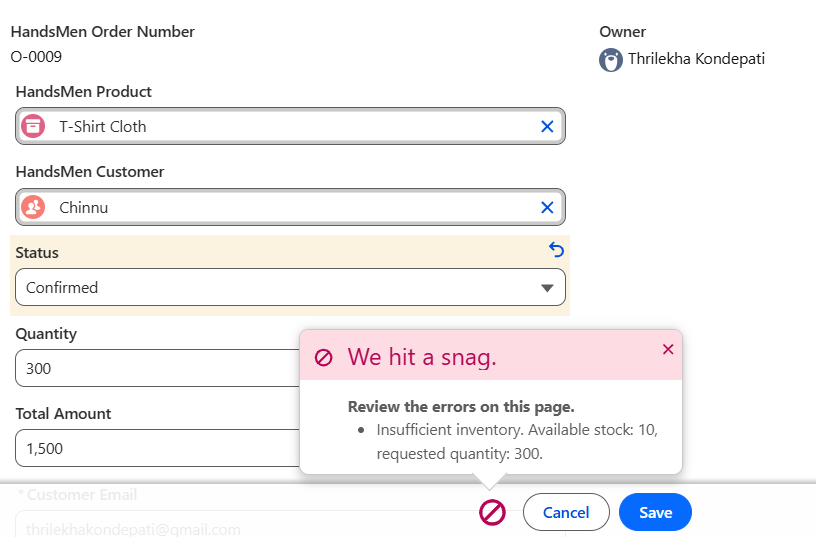 HandsMen Order Number
O-0009
Owner
Thrilekha Kondepati
HandsMen Product
T-Shirt Cloth
HandsMen Customer
Chinnu
Status
Confirmed
Quantity
300
Total Amount
1,500
We hit a snag.
Review the errors on this page.
Insufficient inventory. Available stock: 10,
requested quantity: 300.
* Customer Email
thrilekhakondepati@gmail.com
Cancel
Save